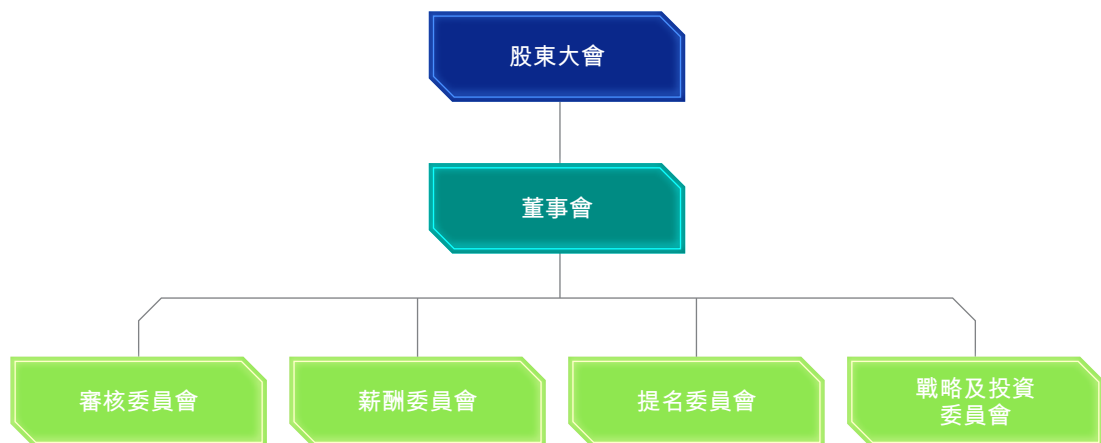 股東大會
董事會
審核委員會
薪酬委員會
提名委員會
戰略及投資
委員會